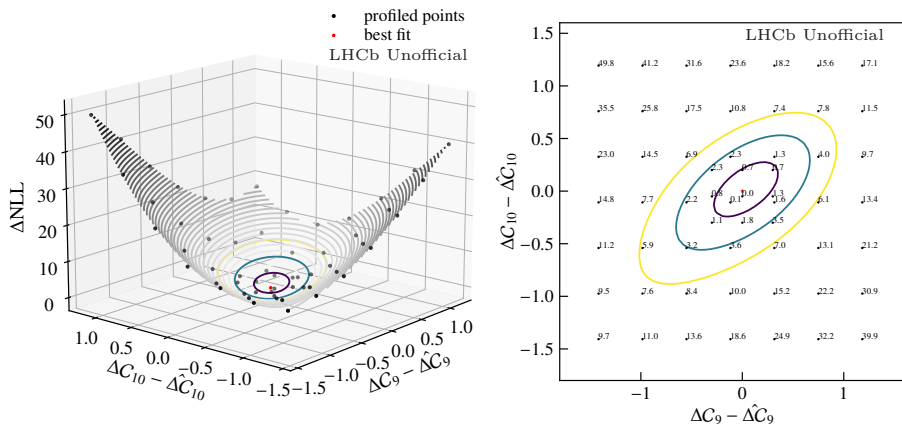 profiled points
best fit
LHCb Unofficial
50
40
30
20
10
0
ΔNLL
1.0 0.5 0.0 −0.5 −1.0 −1.5
Δ𝒞₁₀ − Δ𝒞̂₁₀
−1.5 −1.0 −0.5 0.0 0.5 1.0
Δ𝒞₉ − Δ𝒞̂₉
LHCb Unofficial
1.5
1.0
0.5
0.0
−0.5
−1.0
−1.5
Δ𝒞₁₀ − Δ𝒞̂₁₀
49.8 41.2 31.6 23.6 18.2 15.6 17.1
35.5 25.8 17.5 10.8 7.4 7.8 11.5
23.0 14.5 6.9 2.3 1.3 4.0 9.7
2.3 0.7 0.7
14.8 7.7 2.2 0.1 1.6 6.1 13.4
0.8 0.0 1.3
1.1 1.8 3.5
11.2 5.9 3.2 3.6 7.0 13.1 21.2
9.5 7.6 8.4 10.0 15.2 22.2 30.9
9.7 11.0 13.6 18.6 24.9 32.2 39.9
−1 0 1
Δ𝒞₉ − Δ𝒞̂₉